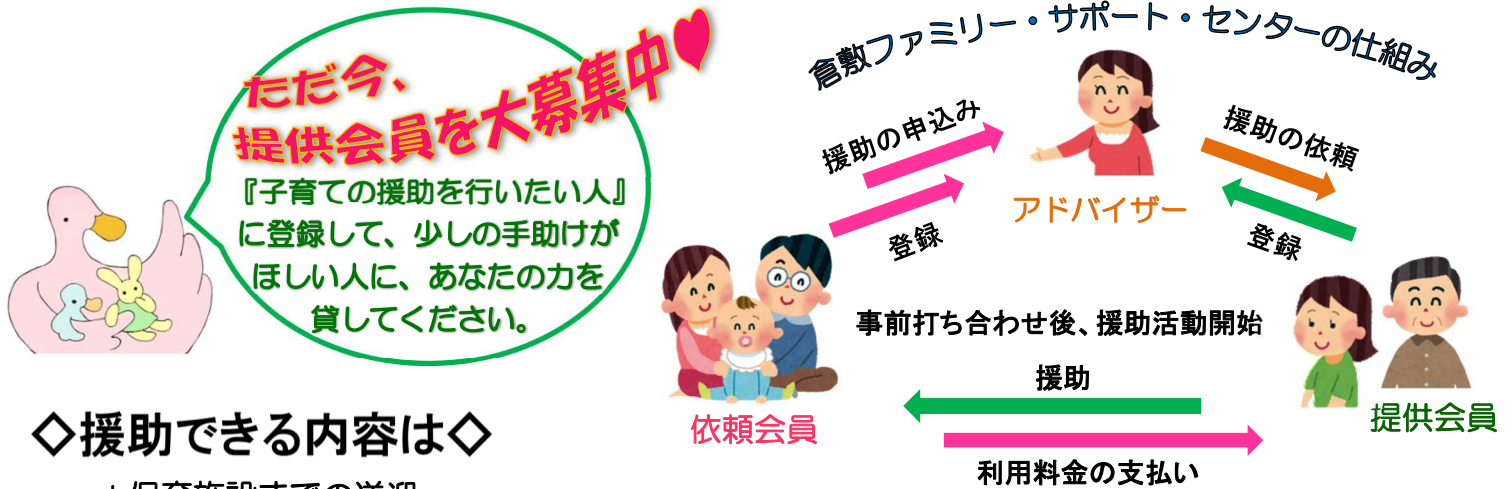 ただ今、
提供会員を大募集中♥
『子育ての援助を行いたい人』
に登録して、少しの手助けが
ほしい人に、あなたの力を
貸してください。
◇援助できる内容は◇
倉敷ファミリー・サポート・センターの仕組み
援助の申込み
登録
アドバイザー
援助の依頼
登録
事前打ち合わせ後、援助活動開始
援助
依頼会員
提供会員
利用料金の支払い